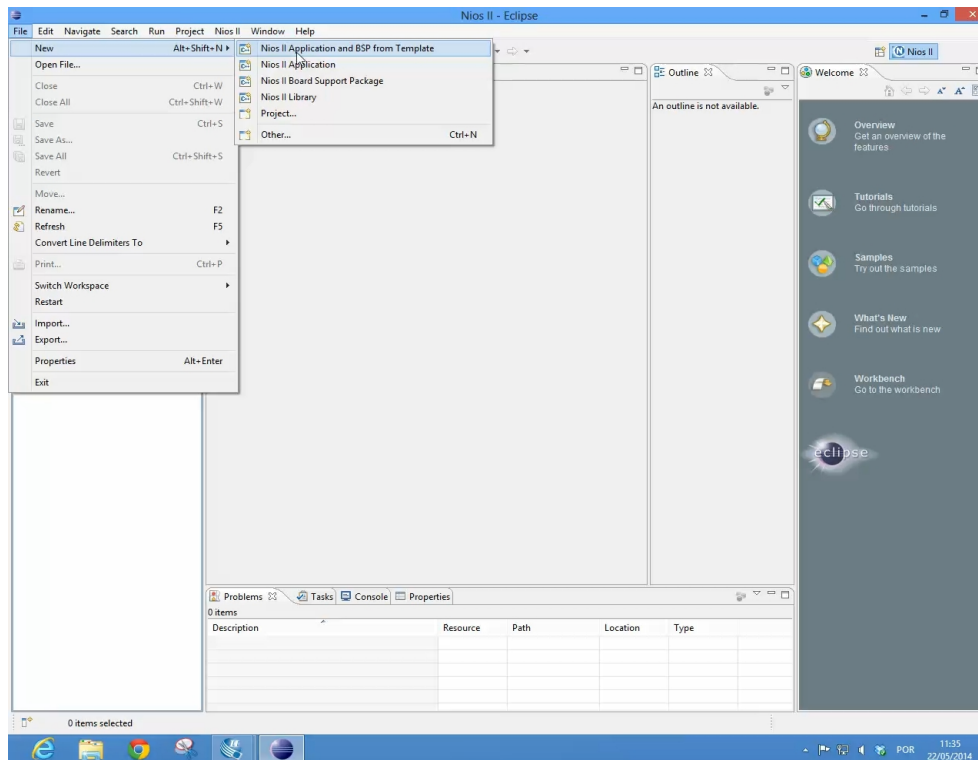 Nios II - Eclipse
File Edit Navigate Search Run Project Nios II Window Help
New Alt+Shift+N
Open File...
Close Ctrl+W
Close All Ctrl+Shift+W
Save Ctrl+S
Save As...
Save All Ctrl+Shift+S
Revert
Move...
Rename... F2
Refresh F5
Convert Line Delimiters To
Print... Ctrl+P
Switch Workspace
Restart
Import...
Export...
Properties Alt+Enter
Exit
Nios II Application and BSP from Template
Nios II Application
Nios II Board Support Package
Nios II Library
Project...
Other... Ctrl+N
Nios II
Outline
An outline is not available.
Welcome
Overview
Get an overview of the
features
Tutorials
Go through tutorials
Samples
Try out the samples
What's New
Find out what is new
Workbench
Go to the workbench
eclipse
Problems Tasks Console Properties
0 items
Description Resource Path Location Type
0 items selected
POR
11:35
22/05/2014